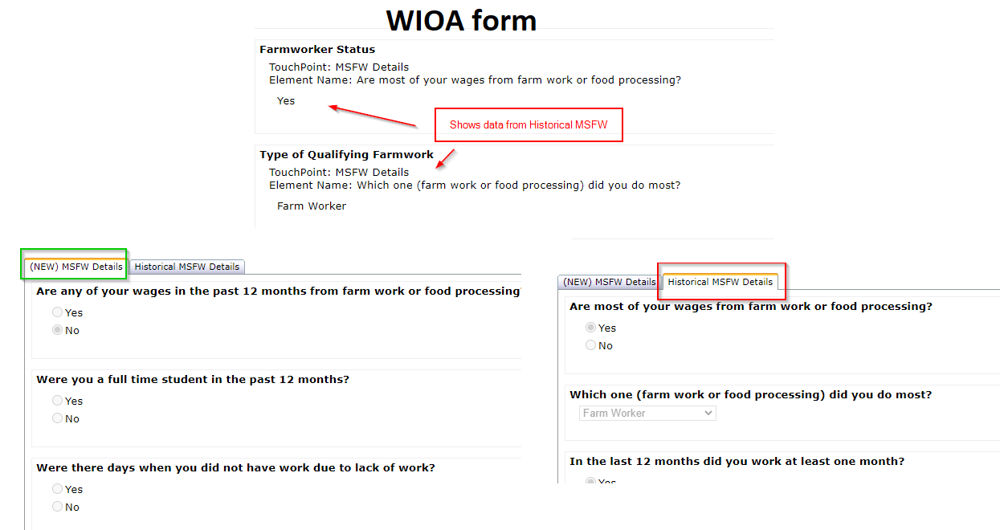 WIOA form
Farmworker Status
TouchPoint: MSFW Details
Element Name: Are most of your wages from farm work or food processing?
Yes
Shows data from Historical MSFW
Type of Qualifying Farmwork
TouchPoint: MSFW Details
Element Name: Which one (farm work or food processing) did you do most?
Farm Worker
(NEW) MSFW Details
Historical MSFW Details
Are any of your wages in the past 12 months from farm work or food processing
Yes
No
Were you a full time student in the past 12 months?
Yes
No
Were there days when you did not have work due to lack of work?
Yes
No
(NEW) MSFW Details
Historical MSFW Details
Are most of your wages from farm work or food processing?
Yes
No
Which one (farm work or food processing) did you do most?
Farm Worker
In the last 12 months did you work at least one month?
Yes